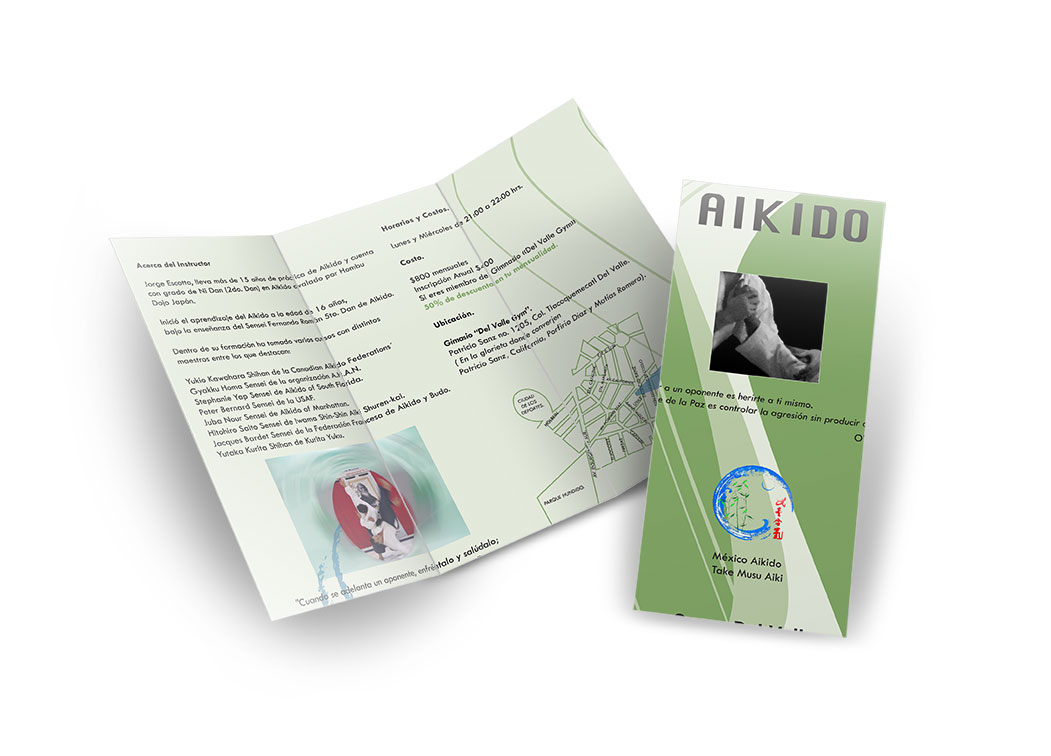 Acerca del Instructor
Jorge Escotto, lleva más de 15 años de práctica de Aikido y cuenta
con grado de Ni Dan (2do. Dan) en Aikido avalado por Hombu
Dojo Japón.
Inició el aprendizaje del Aikido a la edad de 16 años,
bajo la enseñanza del Sensei Fernando Román 5to. Dan de Aikido.
Dentro de su formación ha tomado varios cursos con distintos
maestros entre los que destacan:
Yukio Kawahara Shihan de la Canadian Aikido Federations'
Gyakku Homa Sensei de la organización A.H.A.N.
Stephanie Yap Sensei de Aikido of South Florida.
Peter Bernard Sensei de la USAF.
Juba Nour Sensei de Aikido of Manhattan.
Hitohiro Saito Sensei de Iwama Shin-Shin Aiki Shuren-kai.
Jacques Bardet Sensei de la Federación Francesa de Aikido y Budo.
Yutaka Kurita Shihan de Kurita Yuku.
"Cuando se adelanta un oponente, enfréntalo y salúdalo;
Horarios y Costos.
Lunes y Miércoles de 21:00 a 22:00 hrs.
Costo.
$800 mensuales
Inscripción Anual
Si eres miembro de Gimnasio "Del Valle Gym!!
50% de descuento en tu mensualidad.
Ubicación.
Gimanio "Del Valle Gym".
Patricio Sanz no. 1205, Col. Tlacoquemecatl Del Valle.
( En la glorieta donde converjen
Patricio Sanz, California, Porfirio Díaz y Matías Romero).
CIUDAD
DE LOS
DEPORTES.
PARQUE HUNDIDO.
AIKIDO
a un oponente es herirte a ti mismo.
de la Paz es controlar la agresión sin producir
México Aikido
Take Musu Aiki